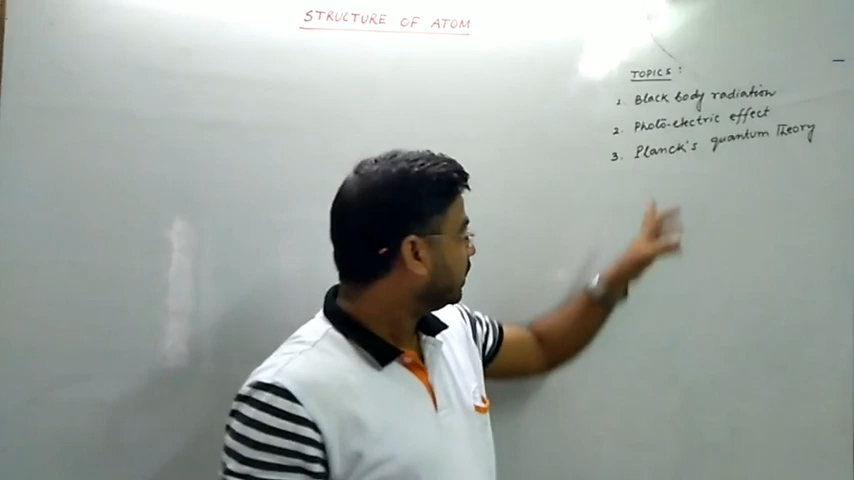 STRUCTURE OF ATOM
TOPICS :
1. Black body radiation
2. Photo-electric effect
3. Planck's quantum Theory